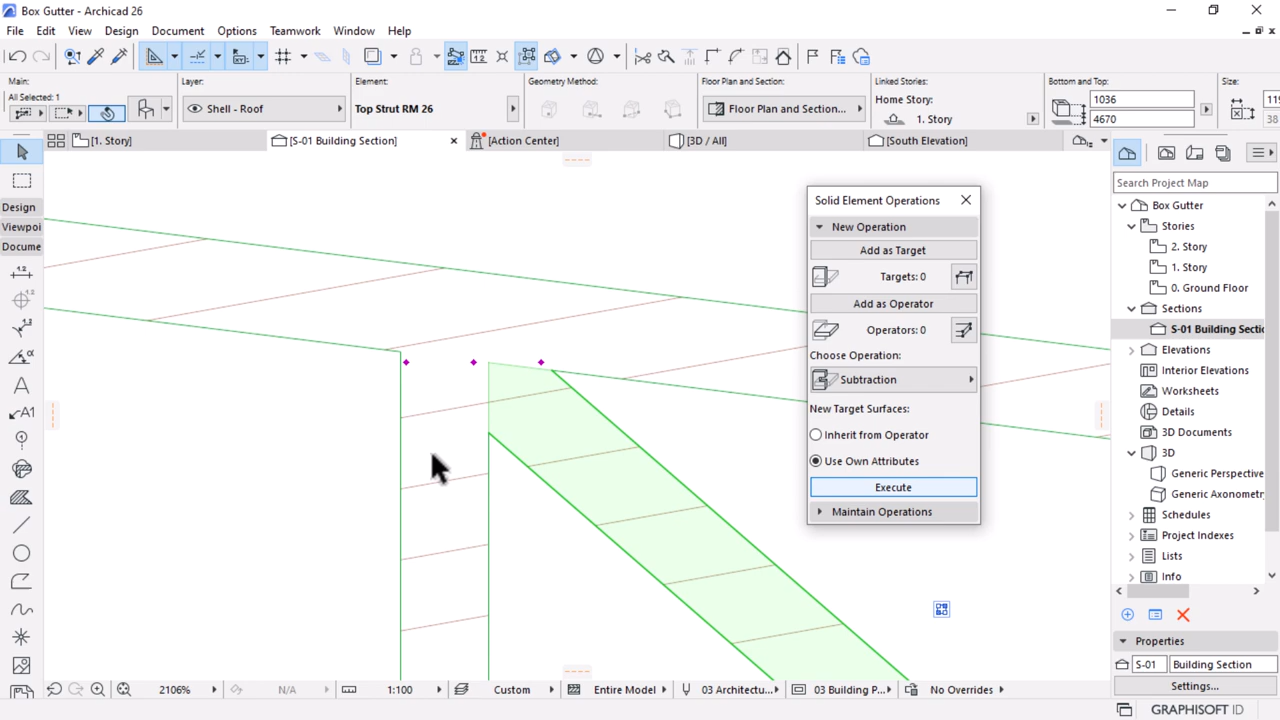 Box Gutter - Archicad 26
File Edit View Design Document Options Teamwork Window Help
Main:
All Selected: 1
Layer:
Shell - Roof
Element:
Top Strut RM 26
Geometry Method:
Floor Plan and Section:
Floor Plan and Section...
Linked Stories:
Home Story:
1. Story
Bottom and Top:
1036
4670
Size:
38
[1. Story]
[S-01 Building Section]
[Action Center]
[3D / All]
[South Elevation]
Design
Viewpoi
Docume
1.2
A
A1
Solid Element Operations
New Operation
Add as Target
Targets: 0
Add as Operator
Operators: 0
Choose Operation:
Subtraction
New Target Surfaces:
Inherit from Operator
Use Own Attributes
Execute
Maintain Operations
Search Project Map
Box Gutter
Stories
2. Story
1. Story
0. Ground Floor
Sections
S-01 Building Sectio
Elevations
Interior Elevations
Worksheets
Details
3D Documents
3D
Generic Perspective
Generic Axonometr
Schedules
Project Indexes
Lists
Info
Properties
S-01 Building Section
Settings...
2106% N/A 1:100 Custom Entire Model 03 Architectu... 03 Building P... No Overrides
GRAPHISOFT ID